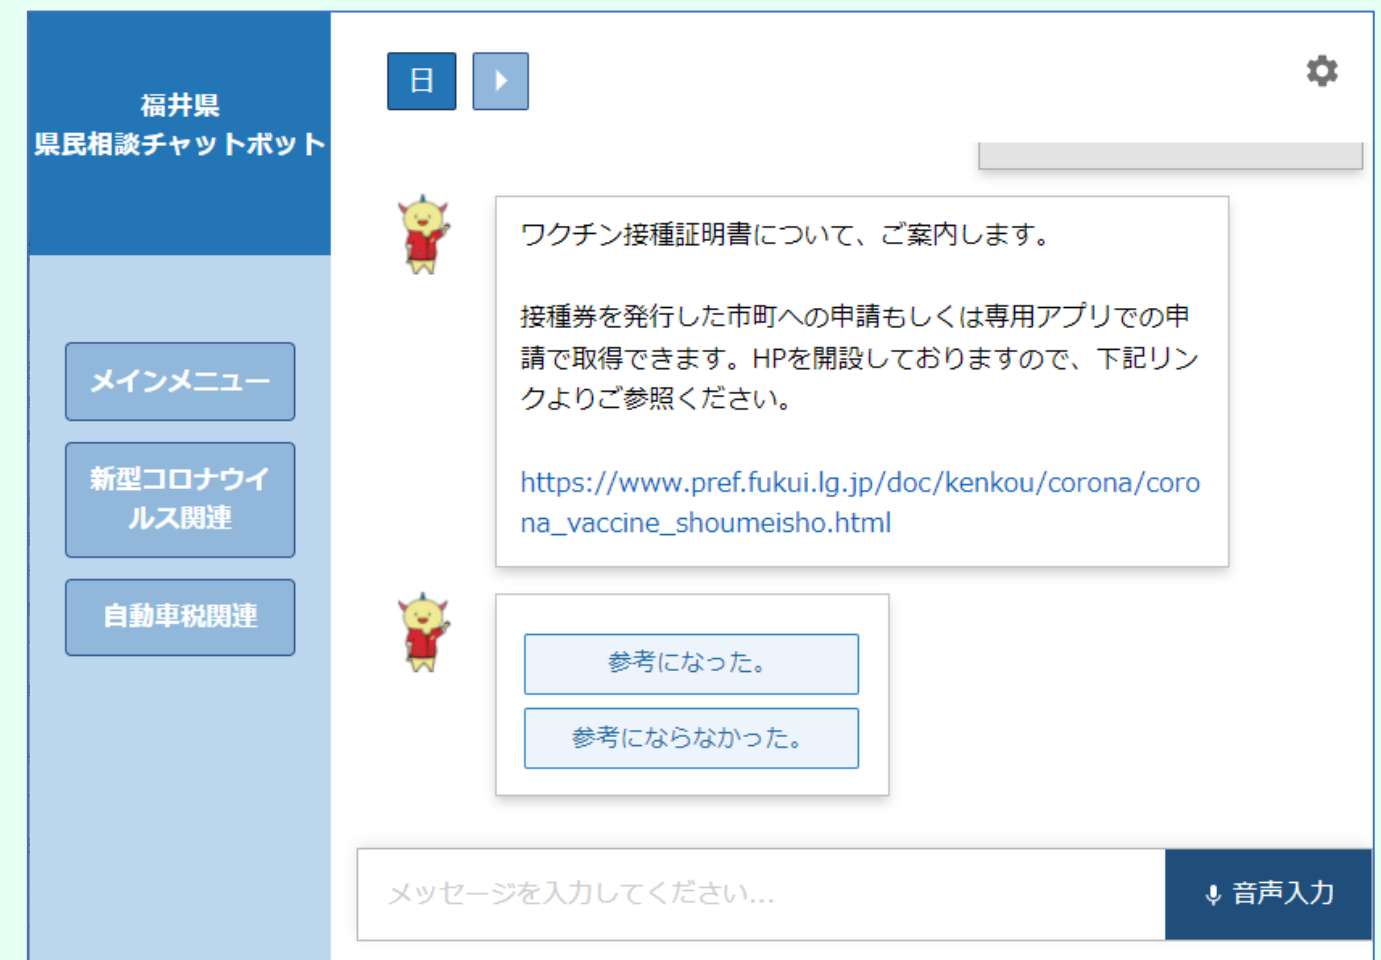 福井県
県民相談チャットボット
メインメニュー
新型コロナウイ
ルス関連
自動車税関連
日
ワクチン接種証明書について、ご案内します。
接種券を発行した市町への申請もしくは専用アプリでの申
請で取得できます。HPを開設しておりますので、下記リン
クよりご参照ください。
https://www.pref.fukui.lg.jp/doc/kenkou/corona/coro
na_vaccine_shoumeisho.html
参考になった。
参考にならなかった。
メッセージを入力してください...
音声入力